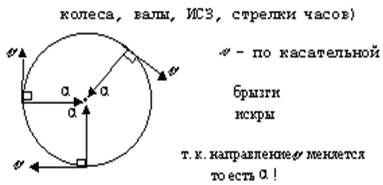 колеса, валы, ИСЗ, стрелки часов)
v – по касательной
v
v
a
a
a
v
брызги
искры
т.к. направление v меняется
то есть a !